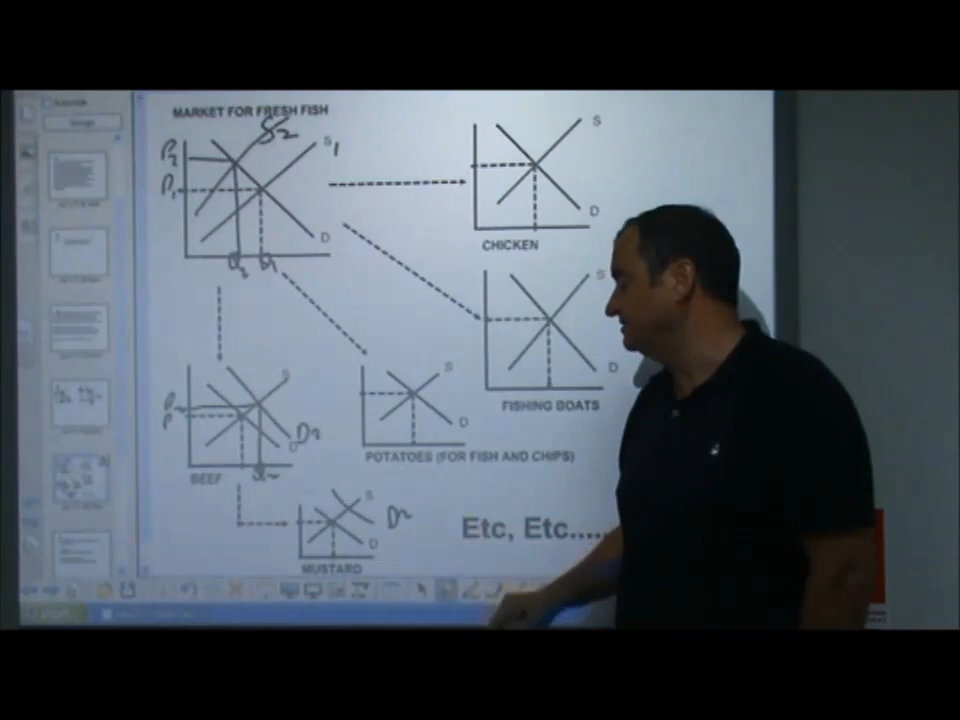 MARKET FOR FRESH FISH
S2
S1
P2
P1
D
Q2 Q1
S
D
CHICKEN
S
D
FISHING BOATS
S
D2
D
BEEF
S
D
POTATOES (FOR FISH AND CHIPS)
S
D2
D
MUSTARD
Etc, Etc.....